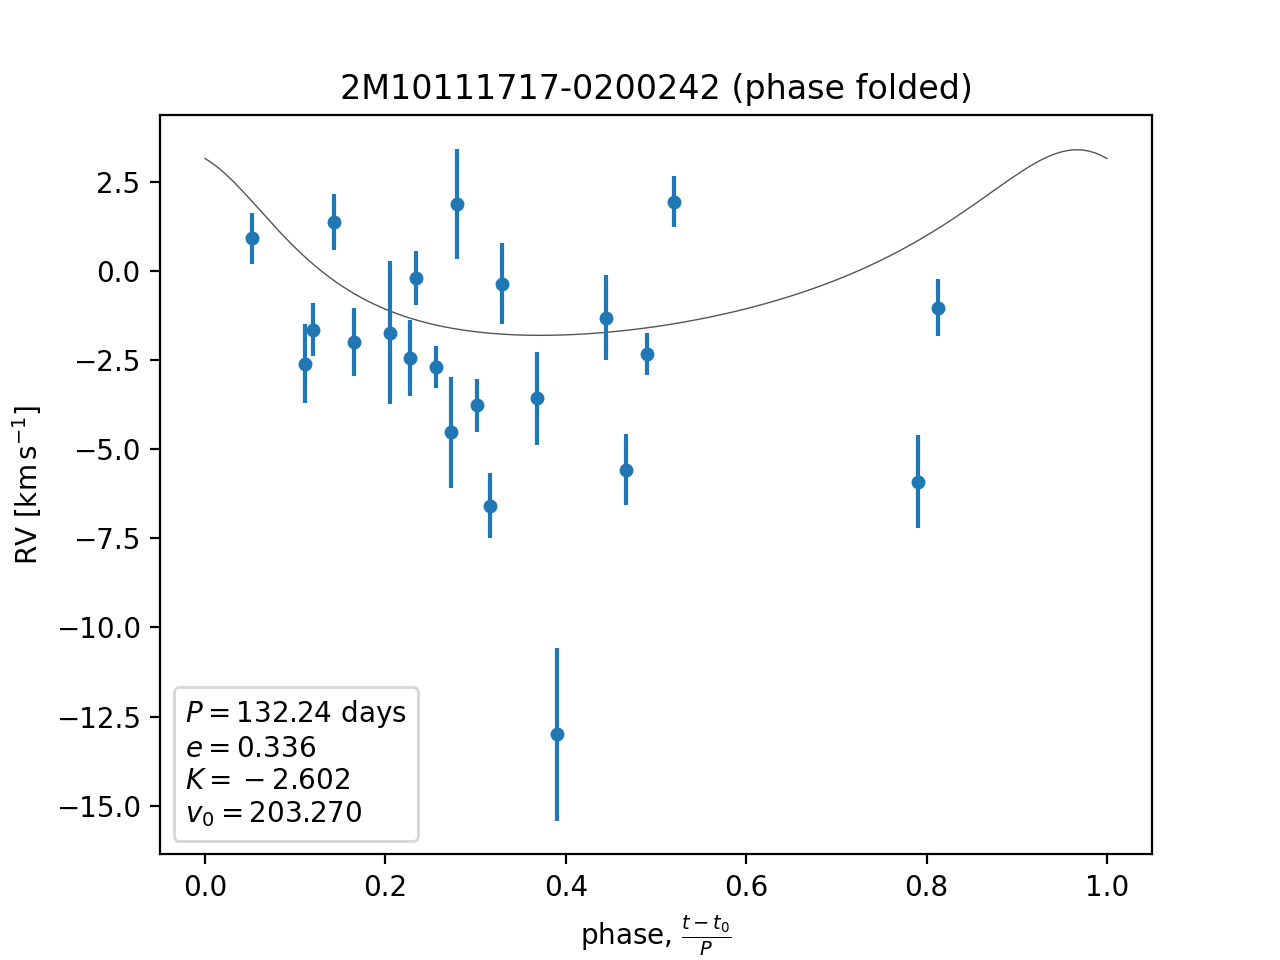 2M10111717-0200242 (phase folded)
2.5
0.0
−2.5
−5.0
−7.5
−10.0
−12.5
−15.0
RV [km s⁻¹]
P = 132.24 days
e = 0.336
K = −2.602
v₀ = 203.270
0.0 0.2 0.4 0.6 0.8 1.0
phase, (t − t₀)/P